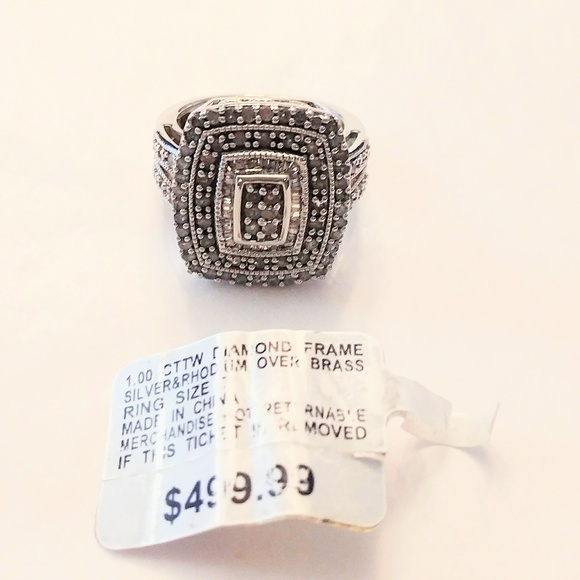 1.00 CTTW DIAMOND FRAME
SILVER&RHODIUM OVER BRASS
RING SIZE
MADE IN CHINA
MERCHANDISE NOT RETURNABLE
IF THIS TICKET IS REMOVED
$499.99